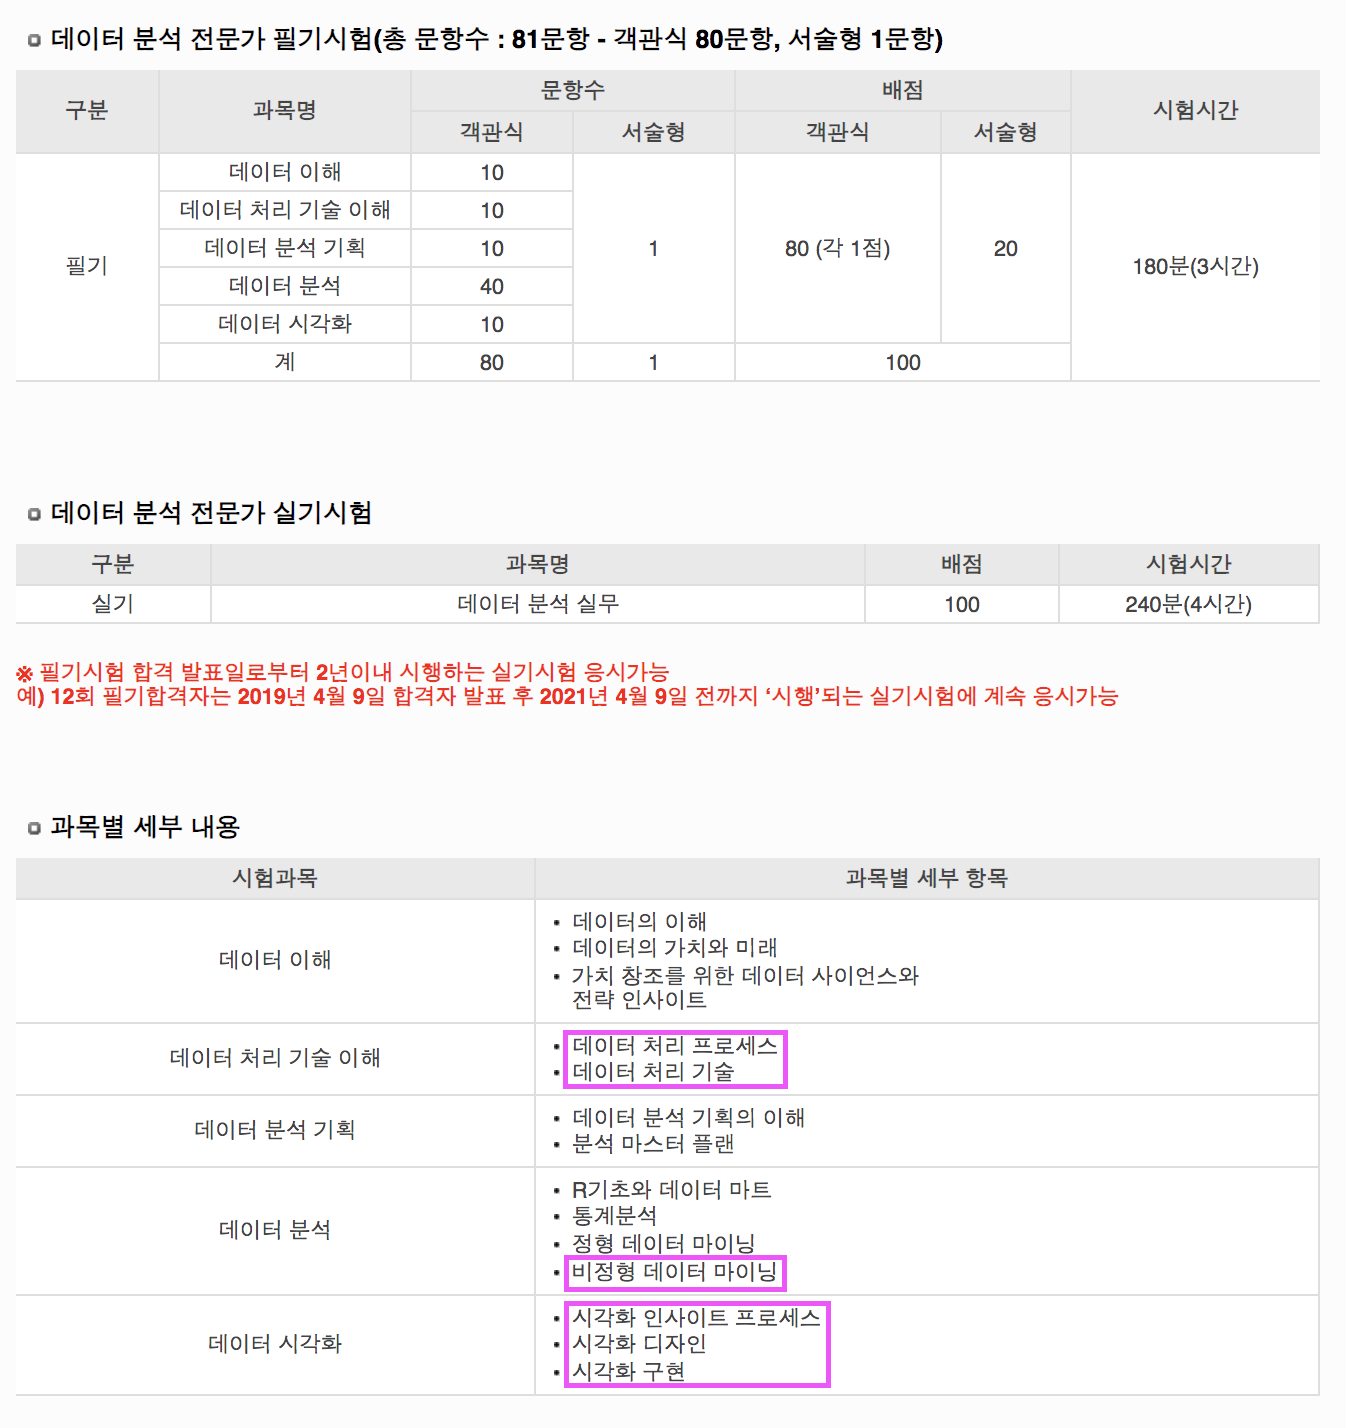 데이터 분석 전문가 필기시험(총 문항수 : 81문항 - 객관식 80문항, 서술형 1문항)
구분 과목명 문항수 배점 시험시간
객관식 서술형 객관식 서술형
필기 데이터 이해 10 1 80 (각 1점) 20 180분(3시간)
데이터 처리 기술 이해 10
데이터 분석 기획 10
데이터 분석 40
데이터 시각화 10
계 80 1 100
데이터 분석 전문가 실기시험
구분 과목명 배점 시험시간
실기 데이터 분석 실무 100 240분(4시간)
※ 필기시험 합격 발표일로부터 2년이내 시행하는 실기시험 응시가능
예) 12회 필기합격자는 2019년 4월 9일 합격자 발표 후 2021년 4월 9일 전까지 ‘시행’되는 실기시험에 계속 응시가능
과목별 세부 내용
시험과목 과목별 세부 항목
데이터 이해
• 데이터의 이해
• 데이터의 가치와 미래
• 가치 창조를 위한 데이터 사이언스와
전략 인사이트
데이터 처리 기술 이해
• 데이터 처리 프로세스
• 데이터 처리 기술
데이터 분석 기획
• 데이터 분석 기획의 이해
• 분석 마스터 플랜
데이터 분석
• R기초와 데이터 마트
• 통계분석
• 정형 데이터 마이닝
• 비정형 데이터 마이닝
데이터 시각화
• 시각화 인사이트 프로세스
• 시각화 디자인
• 시각화 구현